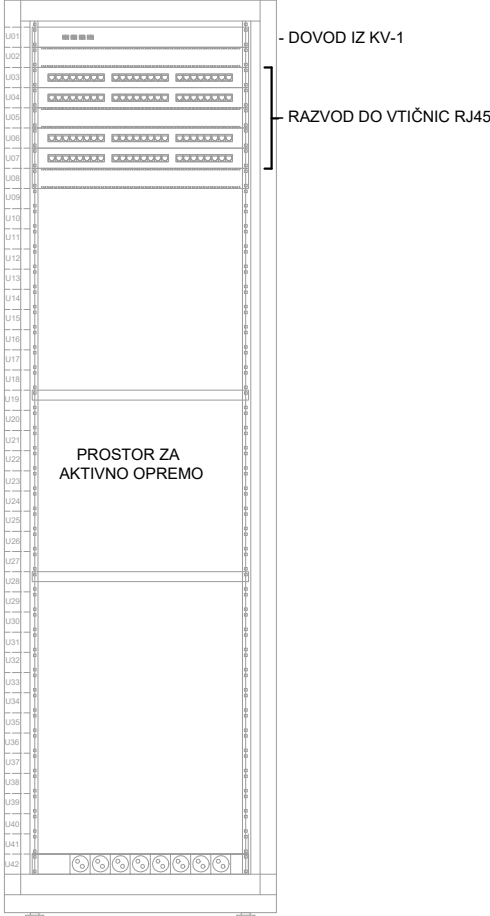 U01
DOVOD IZ KV-1
U02
U03
U04
U05
RAZVOD DO VTIČNIC RJ45
U06
U07
U08
U09
U10
U11
U12
U13
U14
U15
U16
U17
U18
U19
U20
U21
PROSTOR ZA
U22
AKTIVNO OPREMO
U23
U24
U25
U26
U27
U28
U29
U30
U31
U32
U33
U34
U35
U36
U37
U38
U39
U40
U41
U42